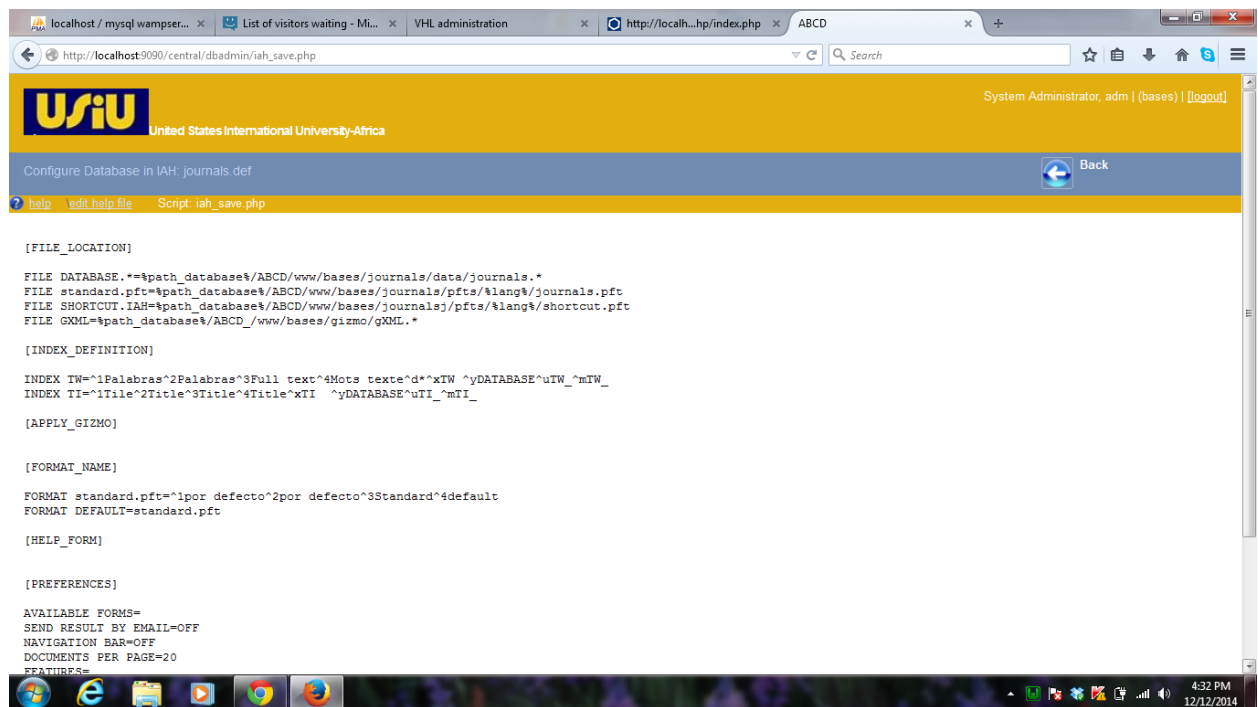 localhost / mysql wampser... × List of visitors waiting - Mi... × VHL administration × http://localh...hp/index.php × ABCD × +
http://localhost:9090/central/dbadmin/iah_save.php Search
USiU United States International University-Africa
System Administrator, adm | (bases) | [logout]
Configure Database in IAH: journals.def
Back
help \edit help file Script: iah_save.php
[FILE_LOCATION]
FILE DATABASE.*=%path_database%/ABCD/www/bases/journals/data/journals.*
FILE standard.pft=%path_database%/ABCD/www/bases/journals/pfts/%lang%/journals.pft
FILE SHORTCUT.IAH=%path_database%/ABCD/www/bases/journalsj/pfts/%lang%/shortcut.pft
FILE GXML=%path_database%/ABCD_/www/bases/gizmo/gXML.*
[INDEX_DEFINITION]
INDEX TW=^1Palabras^2Palabras^3Full text^4Mots texte^d*^xTW ^yDATABASE^uTW_^mTW_
INDEX TI=^1Tile^2Title^3Title^4Title^xTI  ^yDATABASE^uTI_^mTI_
[APPLY_GIZMO]
[FORMAT_NAME]
FORMAT standard.pft=^1por defecto^2por defecto^3Standard^4default
FORMAT DEFAULT=standard.pft
[HELP_FORM]
[PREFERENCES]
AVAILABLE FORMS=
SEND RESULT BY EMAIL=OFF
NAVIGATION BAR=OFF
DOCUMENTS PER PAGE=20
FEATURES=
4:32 PM
12/12/2014